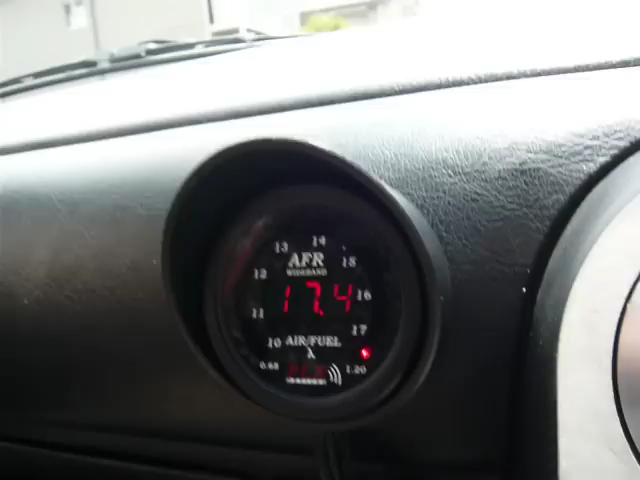 13 14
12 AFR 15
WIDEBAND
11 17.4 16
10 AIR/FUEL 17
λ
0.68 1.20